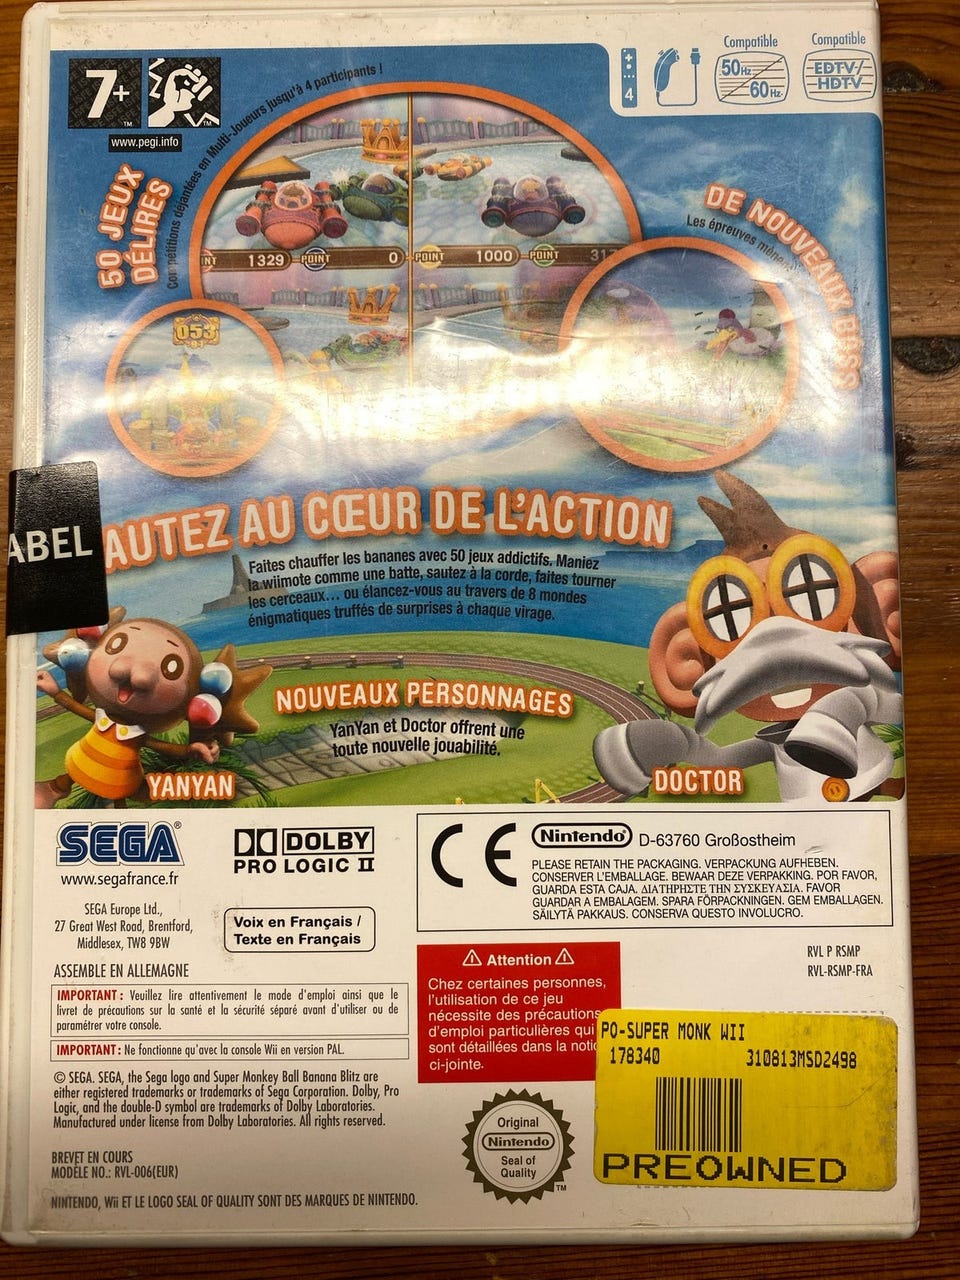 7+
TM
TM
www.pegi.info
4
Compatible
50Hz
60Hz
Compatible
EDTV/
HDTV
50 JEUX
DÉLIRES
Compétitions déjantées en Multi-Joueurs jusqu'à 4 participants !
DE NOUVEAUX BOSS
Les épreuves
INT 1329 POINT 0 POINT 1000 POINT 31
053
ABEL
AUTEZ AU CŒUR DE L'ACTION
Faites chauffer les bananes avec 50 jeux addictifs. Maniez
la wiimote comme une batte, sautez à la corde, faites tourner
les cerceaux... ou élancez-vous au travers de 8 mondes
énigmatiques truffés de surprises à chaque virage.
NOUVEAUX PERSONNAGES
YanYan et Doctor offrent une
toute nouvelle jouabilité.
YANYAN
DOCTOR
SEGA®
www.segafrance.fr
DOLBY
PRO LOGIC II
SEGA Europe Ltd.,
27 Great West Road, Brentford,
Middlesex, TW8 9BW
Voix en Français /
Texte en Français
CE
Nintendo® D-63760 Großostheim
PLEASE RETAIN THE PACKAGING. VERPACKUNG AUFHEBEN.
CONSERVER L'EMBALLAGE. BEWAAR DEZE VERPAKKING. POR FAVOR,
GUARDA ESTA CAJA. ΔΙΑΤΗΡΗΣΤΕ ΤΗΝ ΣΥΣΚΕΥΑΣΙΑ. FAVOR
GUARDAR A EMBALAGEM. SPARA FÖRPACKNINGEN. GEM EMBALLAGEN.
SÄILYTÄ PAKKAUS. CONSERVA QUESTO INVOLUCRO.
ASSEMBLE EN ALLEMAGNE
IMPORTANT : Veuillez lire attentivement le mode d'emploi ainsi que le
livret de précautions sur la santé et la sécurité séparé avant d'utiliser ou de
paramétrer votre console.
IMPORTANT : Ne fonctionne qu'avec la console Wii en version PAL.
© SEGA. SEGA, the Sega logo and Super Monkey Ball Banana Blitz are
either registered trademarks or trademarks of Sega Corporation. Dolby, Pro
Logic, and the double-D symbol are trademarks of Dolby Laboratories.
Manufactured under license from Dolby Laboratories. All rights reserved.
BREVET EN COURS
MODÈLE NO.: RVL-006(EUR)
NINTENDO, Wii ET LE LOGO SEAL OF QUALITY SONT DES MARQUES DE NINTENDO.
Attention
Chez certaines personnes,
l'utilisation de ce jeu
nécessite des précautions
d'emploi particulières qui
sont détaillées dans la notic
ci-jointe.
RVL P RSMP
RVL-RSMP-FRA
Original
Nintendo
Seal of
Quality
TM
PO-SUPER MONK WII
178340 310813MSD2498
PREOWNED